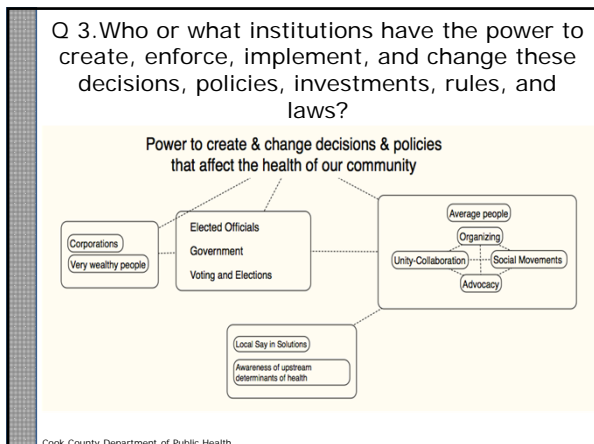 Q 3.Who or what institutions have the power to
create, enforce, implement, and change these
decisions, policies, investments, rules, and
laws?
Power to create & change decisions & policies
that affect the health of our community
Corporations
Very wealthy people
Elected Officials
Government
Voting and Elections
Average people
Organizing
Unity-Collaboration
Social Movements
Advocacy
Local Say in Solutions
Awareness of upstream
determinants of health
Cook County Department of Public Health